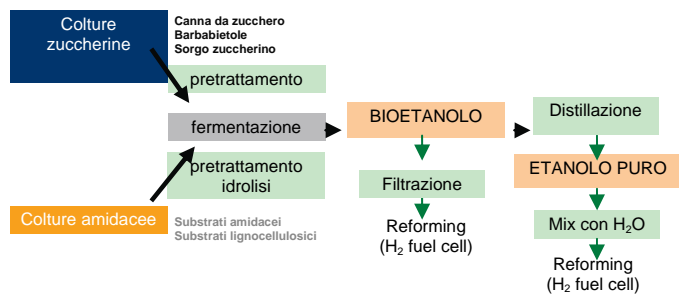 Colture
zuccherine
Canna da zucchero
Barbabietole
Sorgo zuccherino
pretrattamento
fermentazione
pretrattamento
idrolisi
Colture amidacee
Substrati amidacei
Substrati lignocellulosici
BIOETANOLO
Filtrazione
Reforming
(H₂ fuel cell)
Distillazione
ETANOLO PURO
Mix con H₂O
Reforming
(H₂ fuel cell)